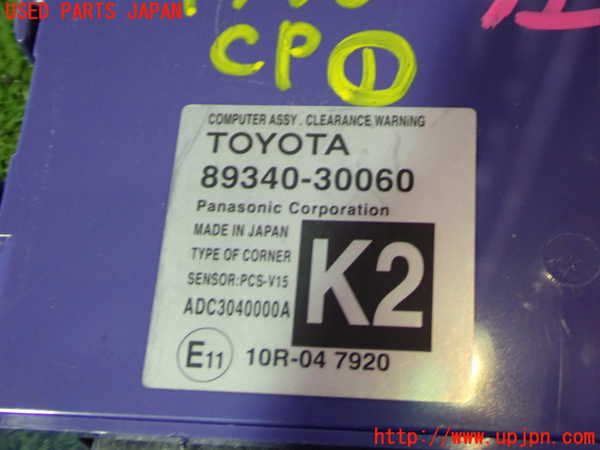 USED PARTS JAPAN
CP①
COMPUTER ASSY. CLEARANCE WARNING
TOYOTA
89340-30060
Panasonic Corporation
MADE IN JAPAN
TYPE OF CORNER
SENSOR:PCS-V15
ADC3040000A
K2
E11 10R-04 7920
http://www.upjpn.com